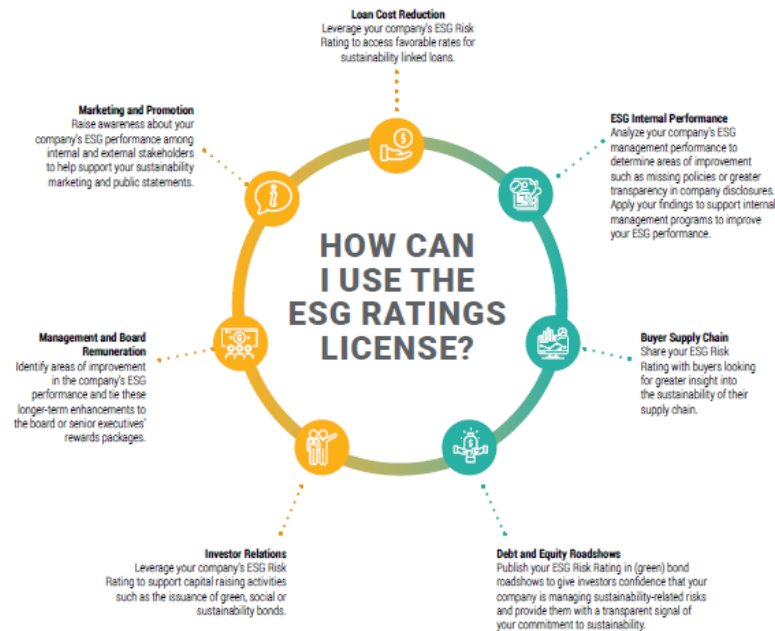 Loan Cost Reduction
Leverage your company's ESG Risk
Rating to access favorable rates for
sustainability linked loans.
Marketing and Promotion
Raise awareness about your
company's ESG performance among
internal and external stakeholders
to help support your sustainability
marketing and public statements.
ESG Internal Performance
Analyze your company's ESG
management performance to
determine areas of improvement
such as missing policies or greater
transparency in company disclosures.
Apply your findings to support internal
management programs to improve
your ESG performance.
HOW CAN
I USE THE
ESG RATINGS
LICENSE?
Management and Board
Remuneration
Identify areas of improvement
in the company's ESG
performance and tie these
longer-term enhancements to
the board or senior executives'
rewards packages.
Buyer Supply Chain
Share your ESG Risk
Rating with buyers looking
for greater insight into
the sustainability of their
supply chain.
Investor Relations
Leverage your company's ESG Risk
Rating to support capital raising activities
such as the issuance of green, social or
sustainability bonds.
Debt and Equity Roadshows
Publish your ESG Risk Rating in (green) bond
roadshows to give investors confidence that your
company is managing sustainability-related risks
and provide them with a transparent signal of
your commitment to sustainability.